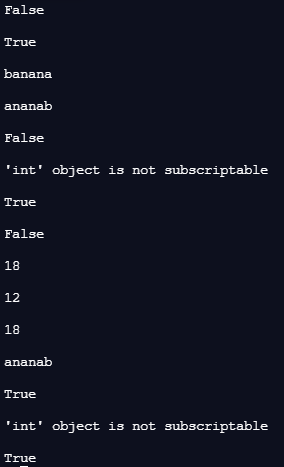 False
True
banana
ananab
False
'int' object is not subscriptable
True
False
18
12
18
ananab
True
'int' object is not subscriptable
True